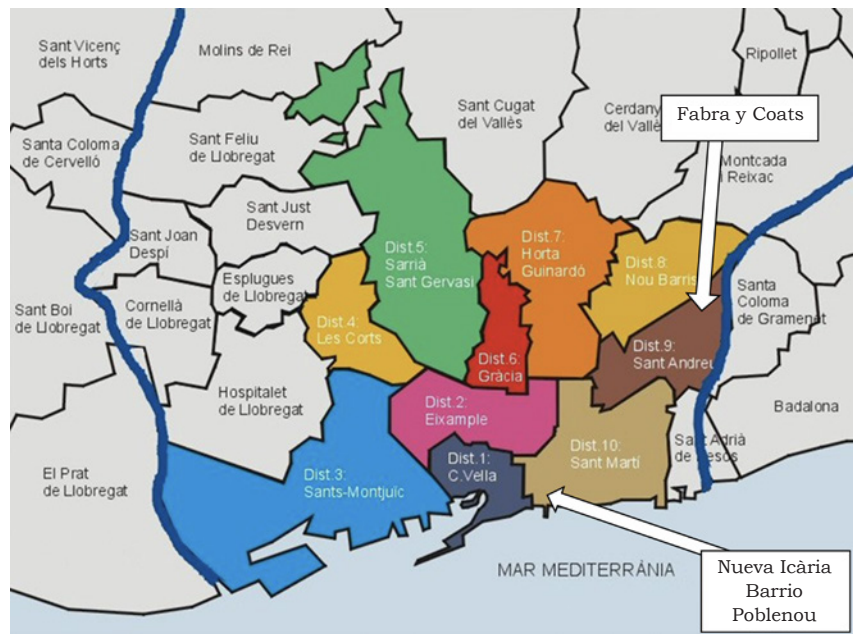 Sant Vicenç
dels Horts
Molins de Rei
Ripollet
Sant Cugat
del Vallès
Cerdany
del Vallè
Fabra y Coats
Santa Coloma
de Cervelló
Sant Feliu
de Llobregat
Montcada
i Reixac
Sant Just
Desvern
Sant Joan
Despí
Dist.5:
Sarrià
Sant Gervasi
Dist.7:
Horta
Guinardó
Dist.8:
Nou Barris
Esplugues
de Llobregat
Santa
Coloma
de Gramenet
Sant Boi
de Llobregat
Cornellà
de Llobregat
Dist.4:
Les Corts
Dist.6:
Gràcia
Dist.9:
Sant Andreu
Hospitalet
de Llobregat
Dist.2:
Eixample
Badalona
Dist.10:
Sant Martí
Sant Adrià
de Besós
El Prat
de Llobregat
Dist.3:
Sants-Montjuïc
Dist.1:
C.Vella
MAR MEDITERRÀNIA
Nueva Icària
Barrio
Poblenou